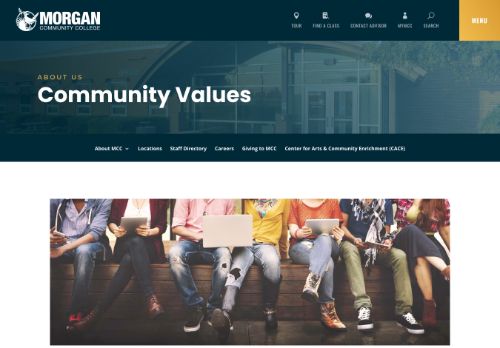 MORGAN
COMMUNITY COLLEGE
TOUR
FIND A CLASS
CONTACT ADVISOR
MYMCC
SEARCH
MENU
ABOUT US
Community Values
About MCC
Locations
Staff Directory
Careers
Giving to MCC
Center for Arts & Community Enrichment (CACE)